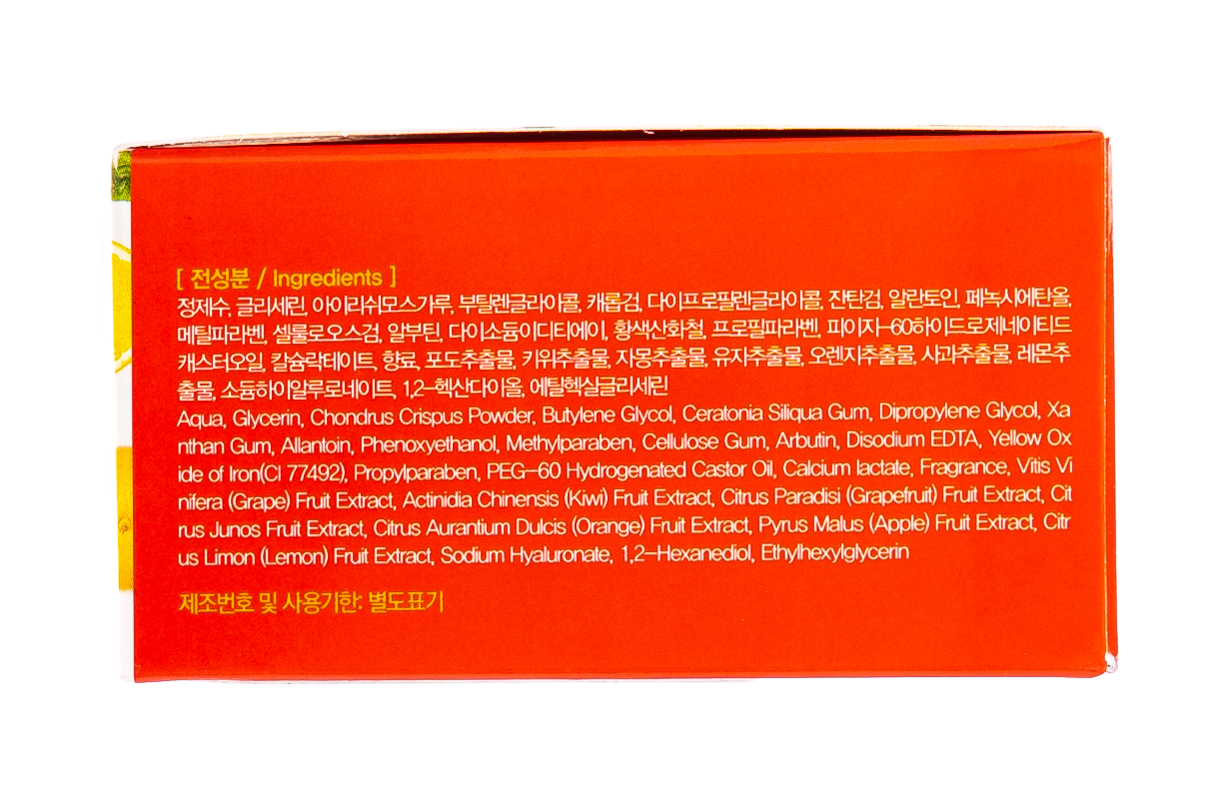 [ 전성분 / Ingredients ]
정제수, 글리세린, 아이리쉬모스가루, 부틸렌글라이콜, 캐롭검, 다이프로필렌글라이콜, 잔탄검, 알란토인, 페녹시에탄올,
메틸파라벤, 셀룰로오스검, 알부틴, 다이소듐이디티에이, 황색산화철, 프로필파라벤, 피이지-60하이드로제네이티드
캐스터오일, 칼슘락테이트, 향료, 포도추출물, 키위추출물, 자몽추출물, 유자추출물, 오렌지추출물, 사과추출물, 레몬추
출물, 소듐하이알루로네이트, 1,2-헥산다이올, 에틸헥실글리세린
Aqua, Glycerin, Chondrus Crispus Powder, Butylene Glycol, Ceratonia Siliqua Gum, Dipropylene Glycol, Xa
nthan Gum, Allantoin, Phenoxyethanol, Methylparaben, Cellulose Gum, Arbutin, Disodium EDTA, Yellow Ox
ide of Iron(CI 77492), Propylparaben, PEG-60 Hydrogenated Castor Oil, Calcium lactate, Fragrance, Vitis Vi
nifera (Grape) Fruit Extract, Actinidia Chinensis (Kiwi) Fruit Extract, Citrus Paradisi (Grapefruit) Fruit Extract, Cit
rus Junos Fruit Extract, Citrus Aurantium Dulcis (Orange) Fruit Extract, Pyrus Malus (Apple) Fruit Extract, Citr
us Limon (Lemon) Fruit Extract, Sodium Hyaluronate, 1,2-Hexanediol, Ethylhexylglycerin
제조번호 및 사용기한: 별도표기